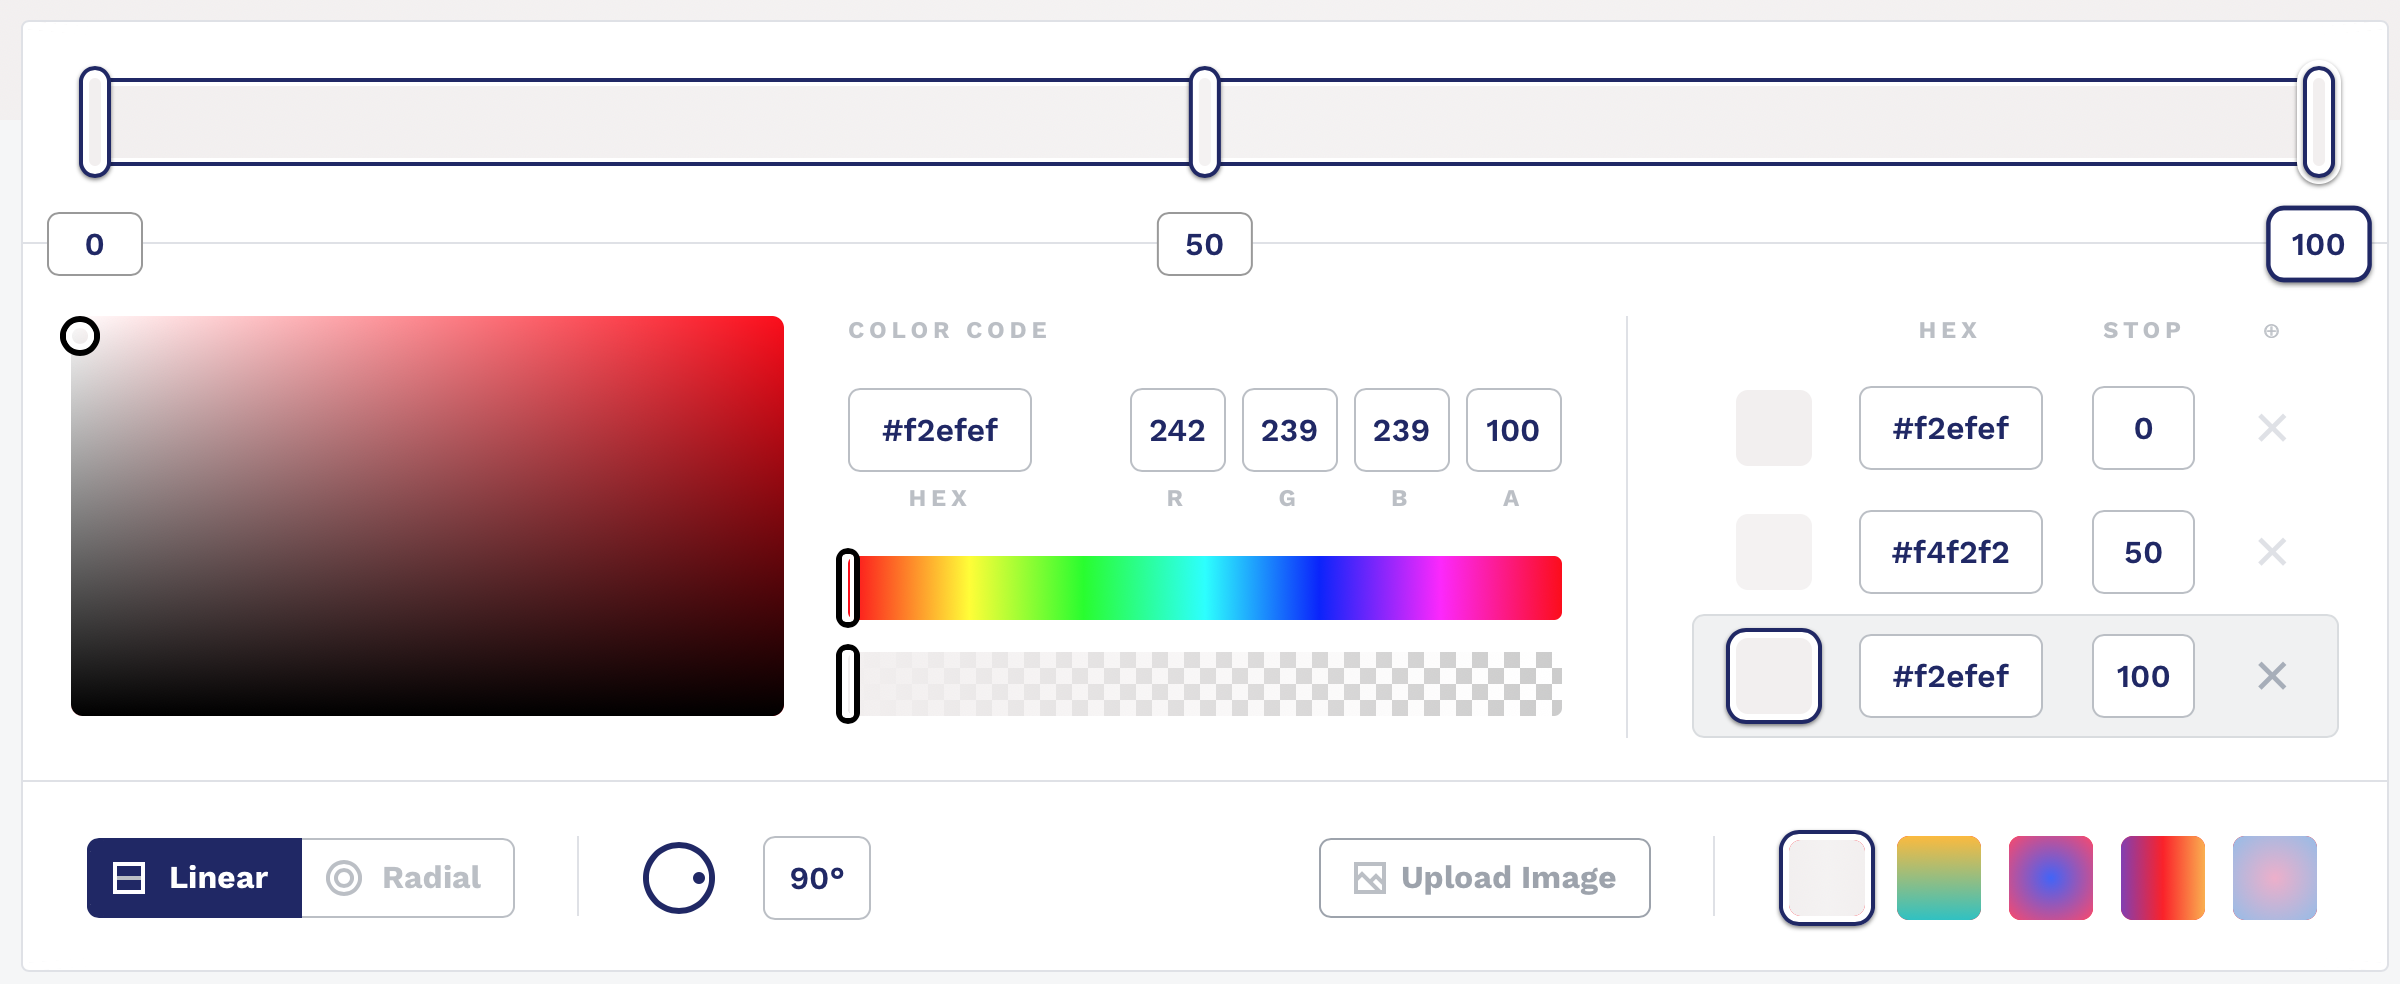 0
50
100
COLOR CODE
#f2efef
242
239
239
100
HEX
R
G
B
A
HEX
STOP
#f2efef
0
#f4f2f2
50
#f2efef
100
Linear
Radial
90°
Upload Image